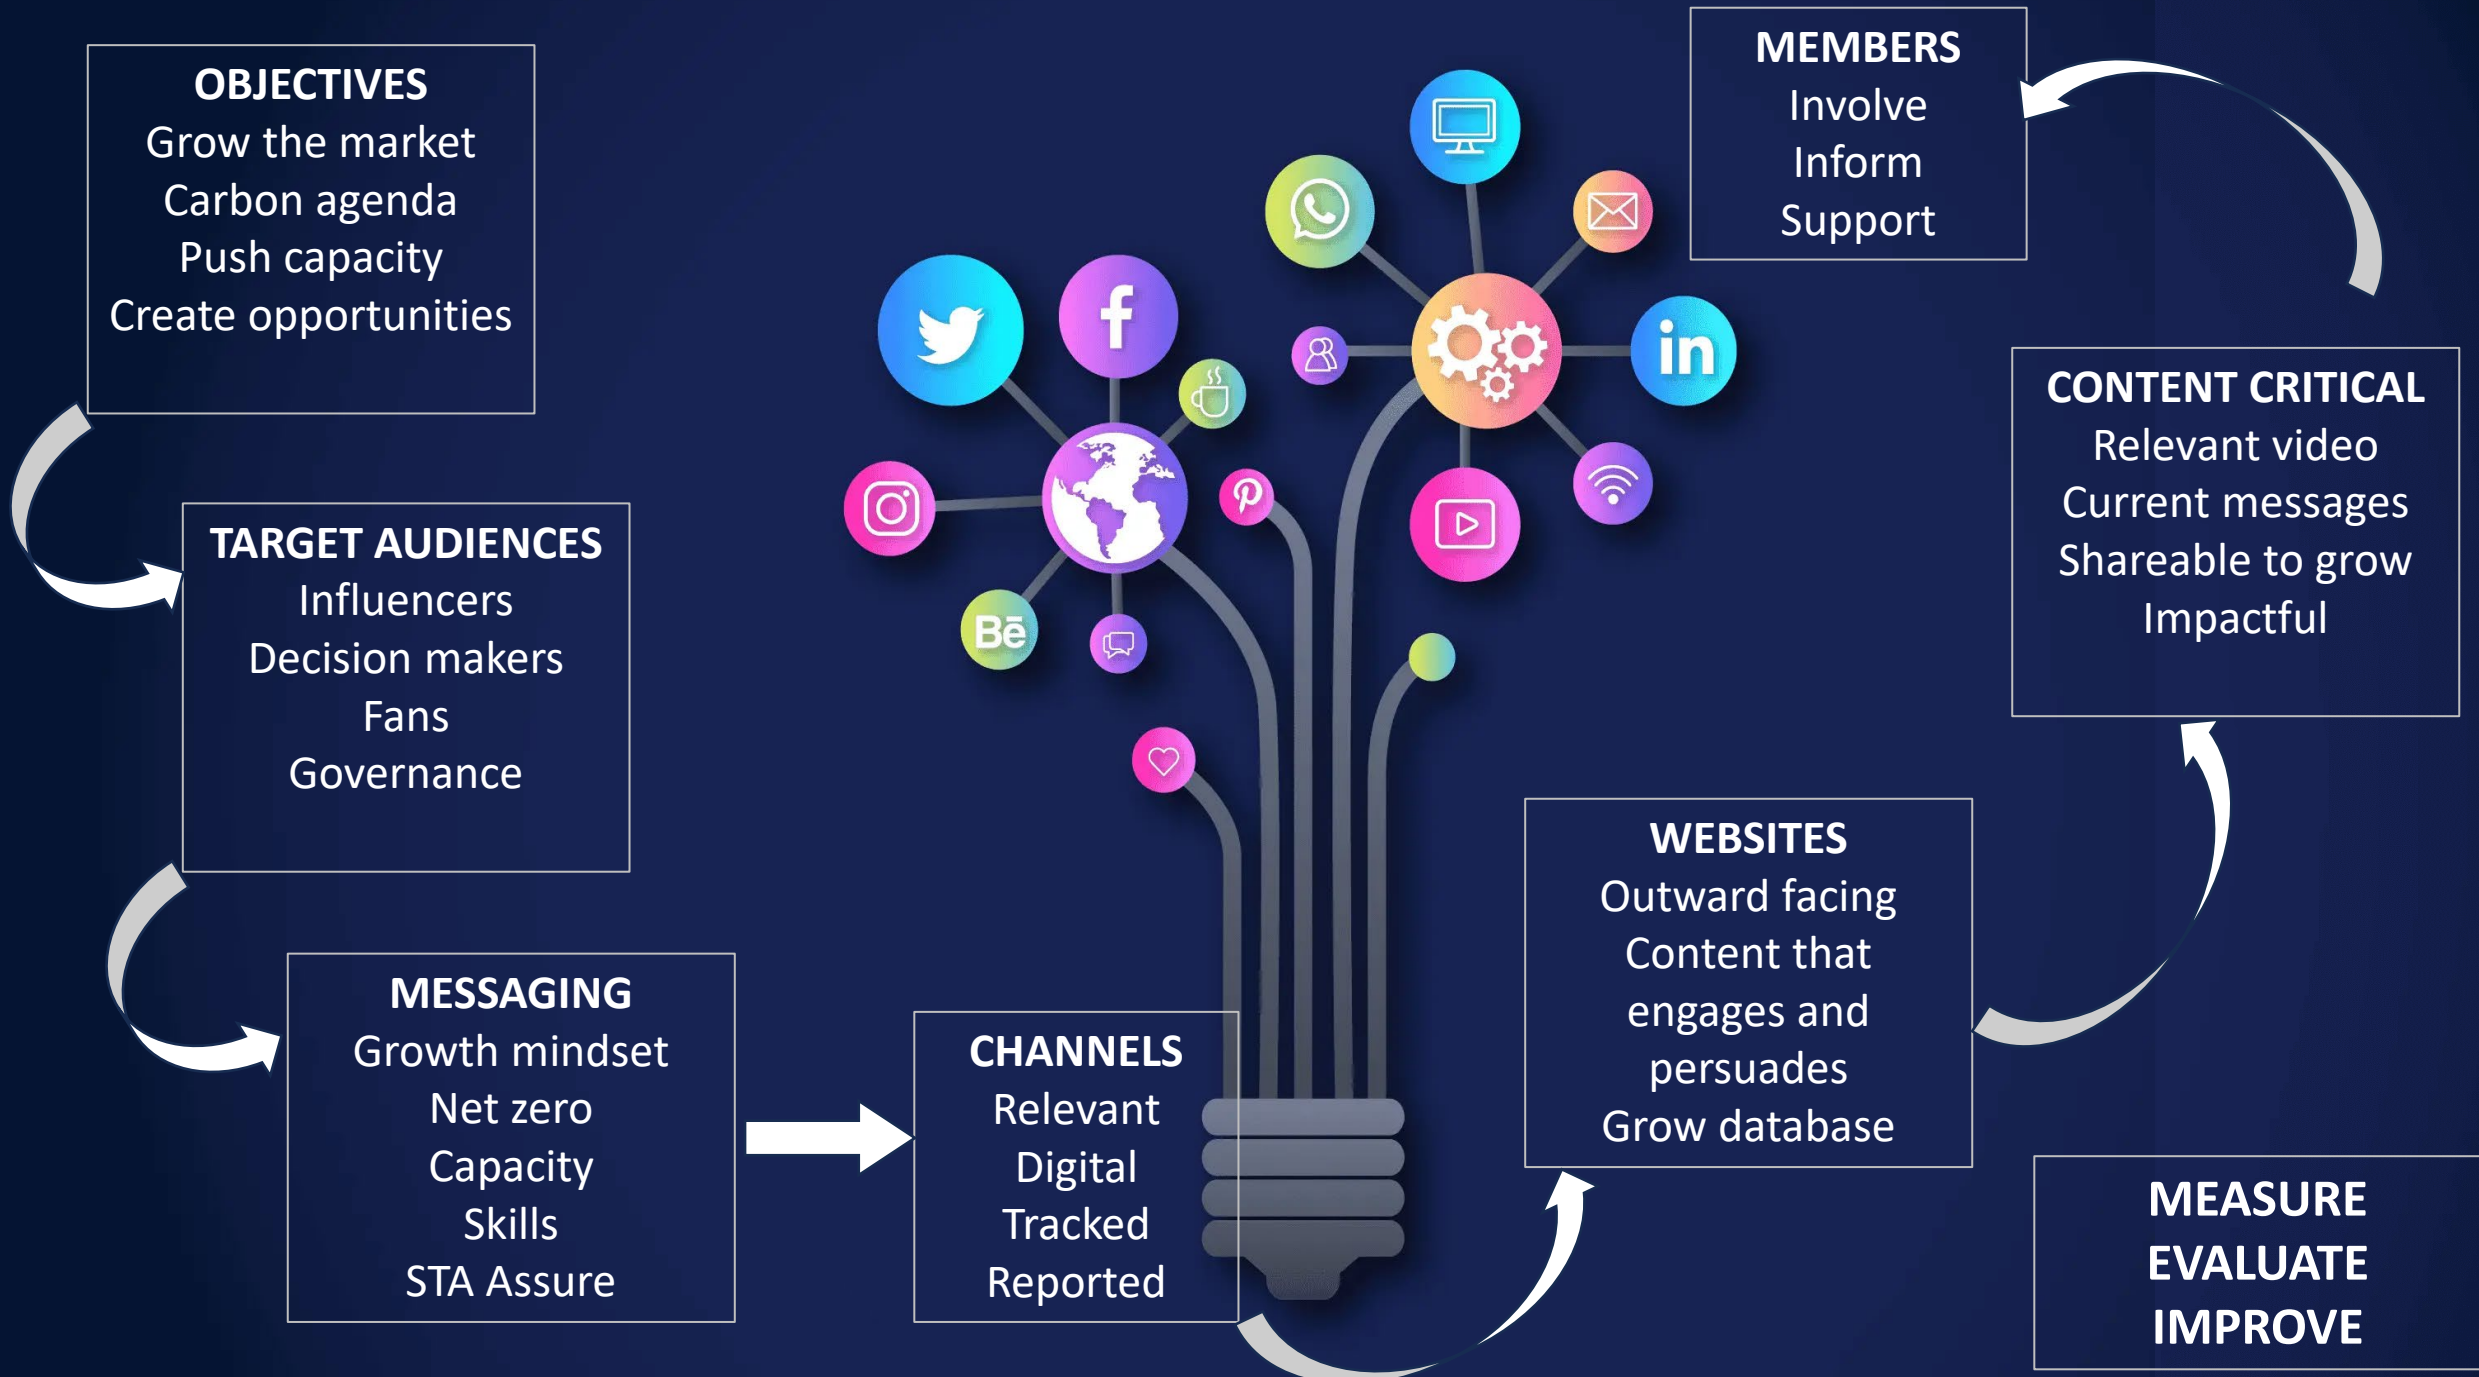 OBJECTIVES
Grow the market
Carbon agenda
Push capacity
Create opportunities
TARGET AUDIENCES
Influencers
Decision makers
Fans
Governance
MESSAGING
Growth mindset
Net zero
Capacity
Skills
STA Assure
CHANNELS
Relevant
Digital
Tracked
Reported
WEBSITES
Outward facing
Content that
engages and
persuades
Grow database
CONTENT CRITICAL
Relevant video
Current messages
Shareable to grow
Impactful
MEMBERS
Involve
Inform
Support
MEASURE
EVALUATE
IMPROVE
f
in
Bē